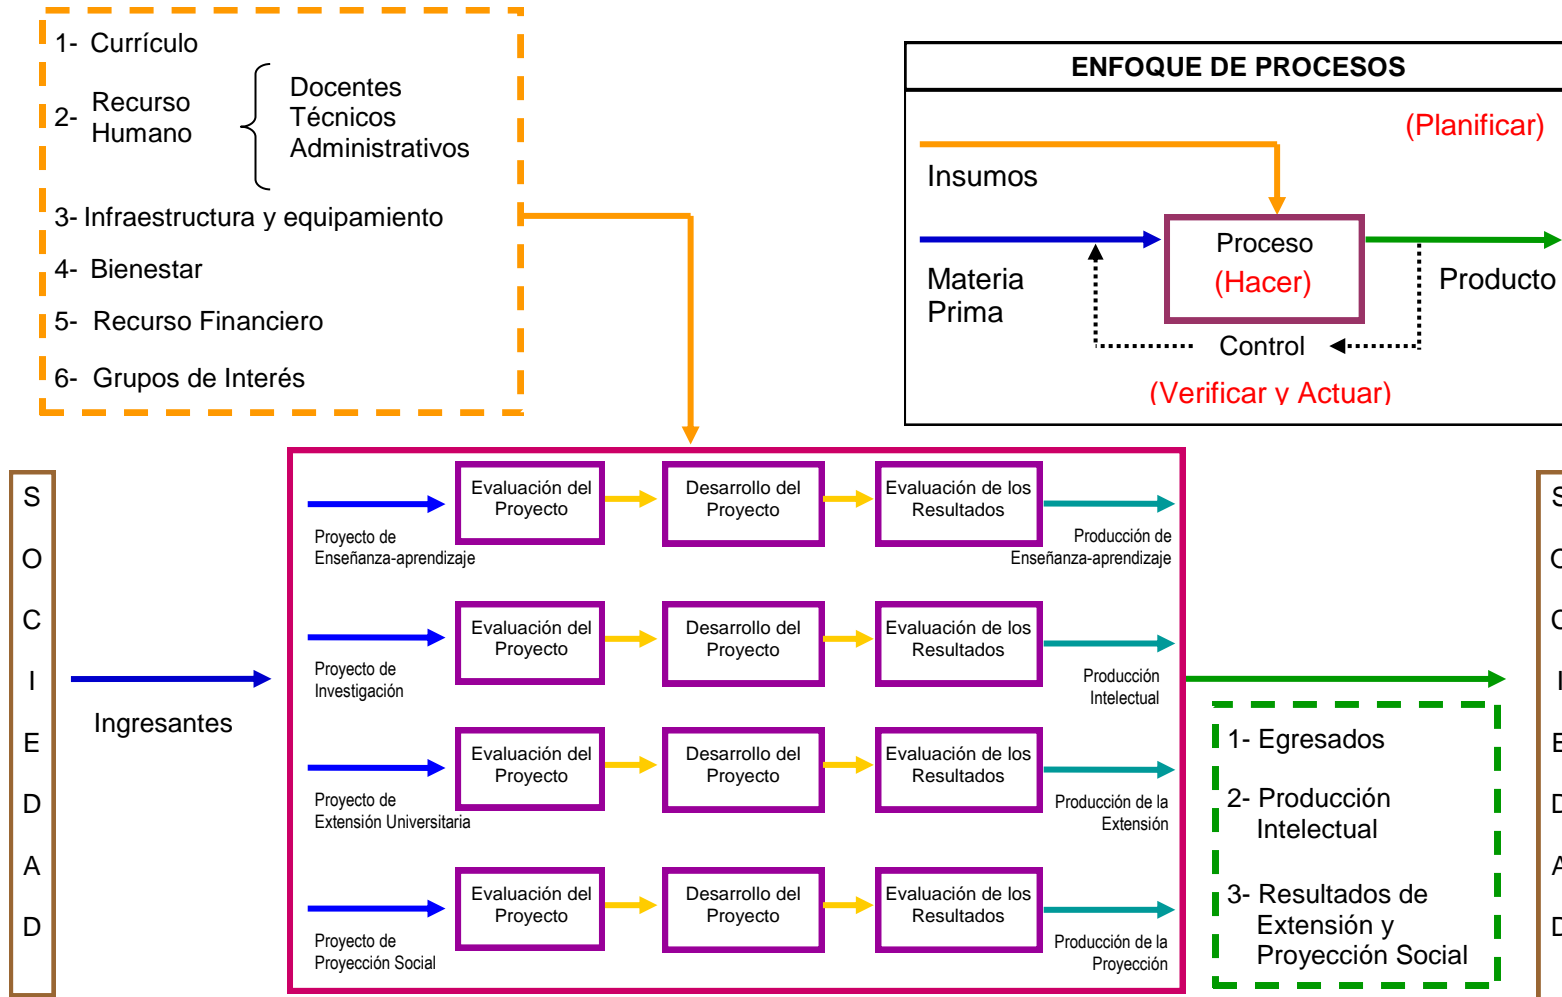 1- Currículo
2- Recurso
Humano
Docentes
Técnicos
Administrativos
3- Infraestructura y equipamiento
4- Bienestar
5- Recurso Financiero
6- Grupos de Interés
ENFOQUE DE PROCESOS
(Planificar)
Insumos
Materia
Prima
Proceso
(Hacer)
Producto
Control
(Verificar y Actuar)
S
O
C
I
E
D
A
D
Ingresantes
Proyecto de
Enseñanza-aprendizaje
Evaluación del
Proyecto
Desarrollo del
Proyecto
Evaluación de los
Resultados
Producción de
Enseñanza-aprendizaje
Proyecto de
Investigación
Evaluación del
Proyecto
Desarrollo del
Proyecto
Evaluación de los
Resultados
Producción
Intelectual
Proyecto de
Extensión Universitaria
Evaluación del
Proyecto
Desarrollo del
Proyecto
Evaluación de los
Resultados
Producción de la
Extensión
Proyecto de
Proyección Social
Evaluación del
Proyecto
Desarrollo del
Proyecto
Evaluación de los
Resultados
Producción de la
Proyección
1- Egresados
2- Producción
Intelectual
3- Resultados de
Extensión y
Proyección Social
S
O
C
I
E
D
A
D